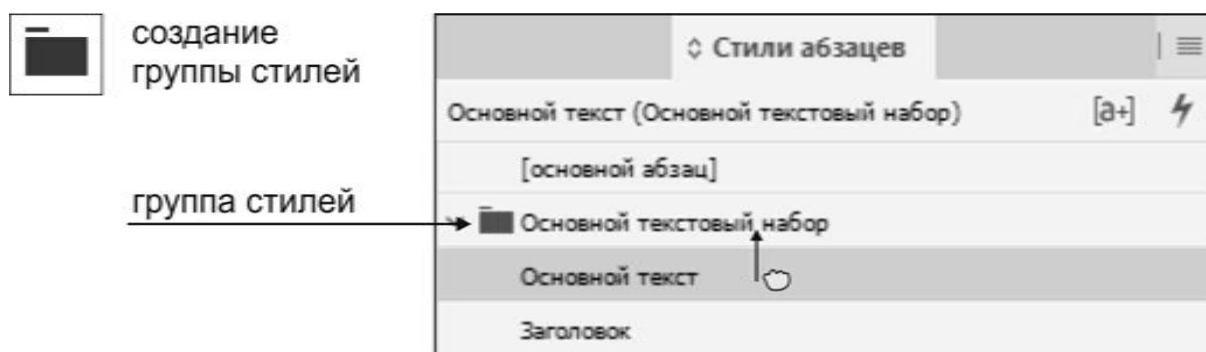 создание
группы стилей
Стили абзацев
Основной текст (Основной текстовый набор) [a+]
[основной абзац]
группа стилей
Основной текстовый набор
Основной текст
Заголовок